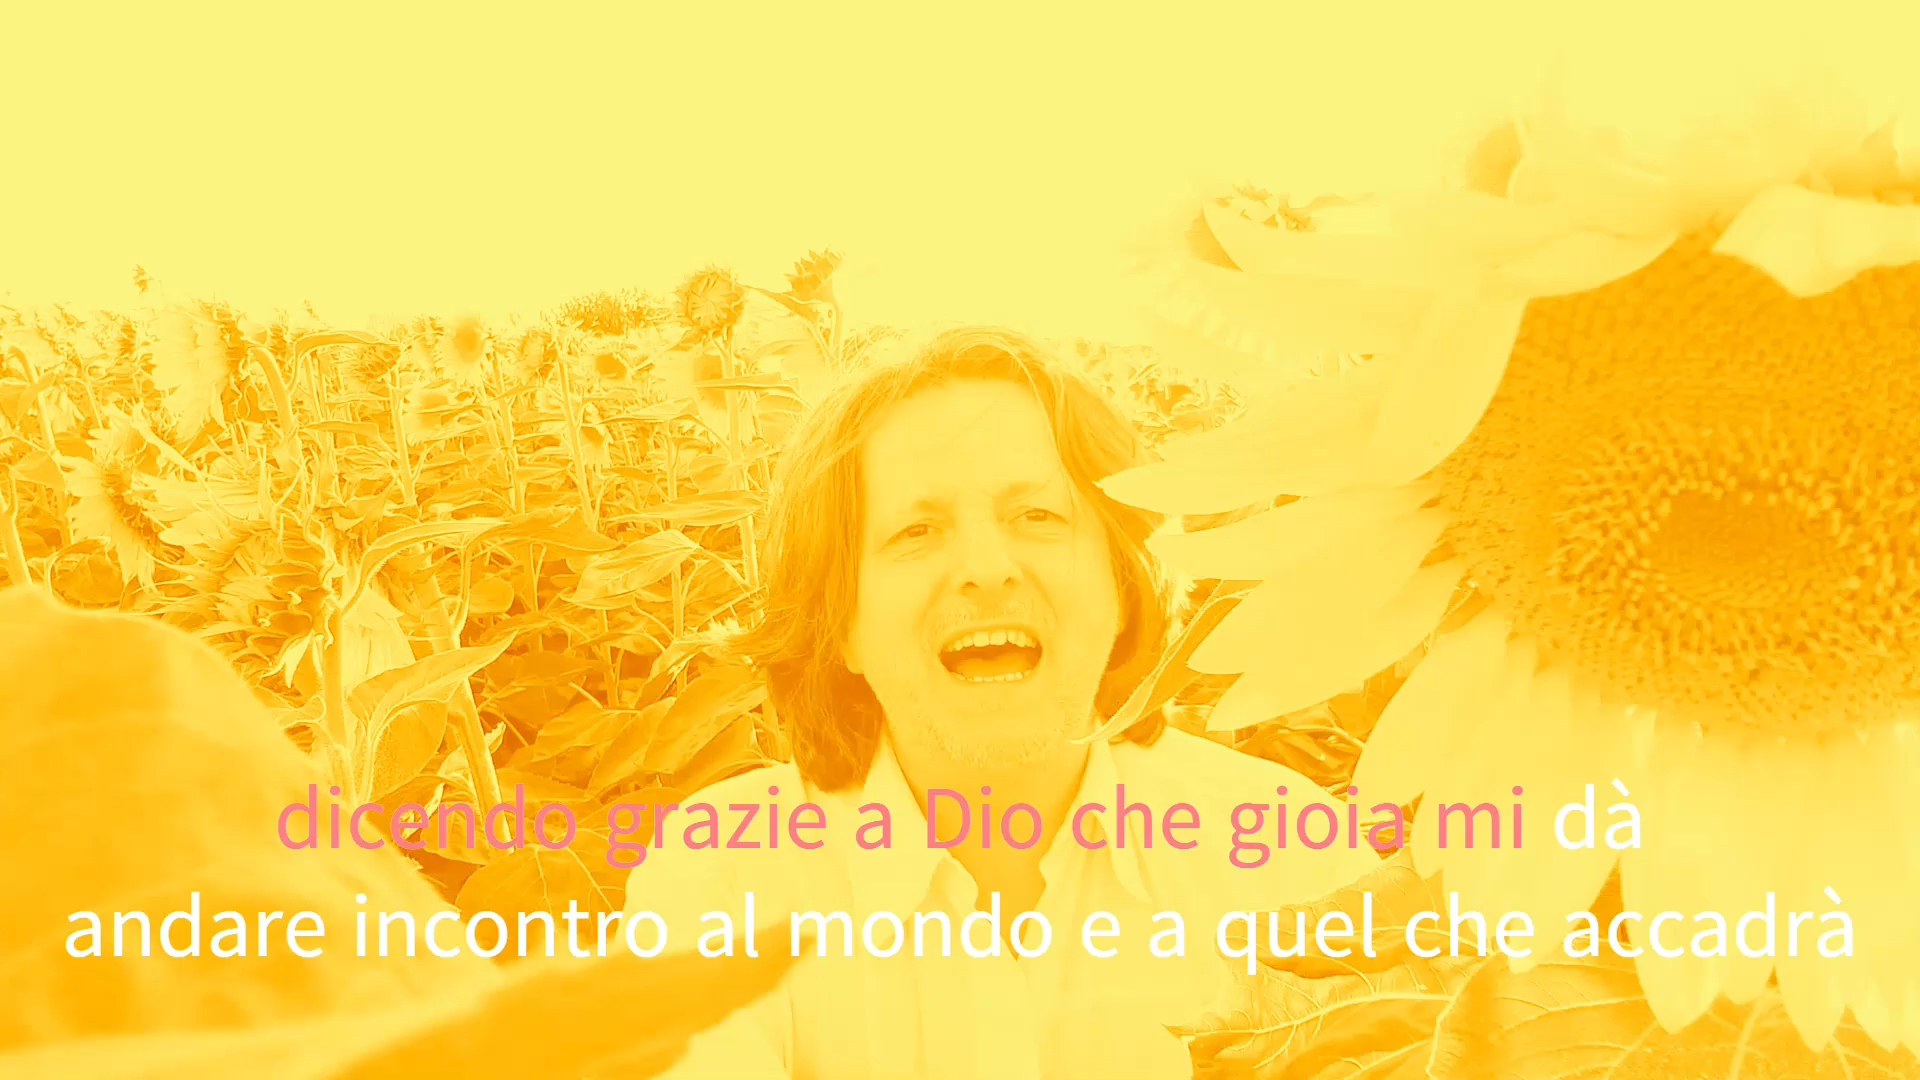 dicendo grazie a Dio che gioia mi dà
andare incontro al mondo e a quel che accadrà